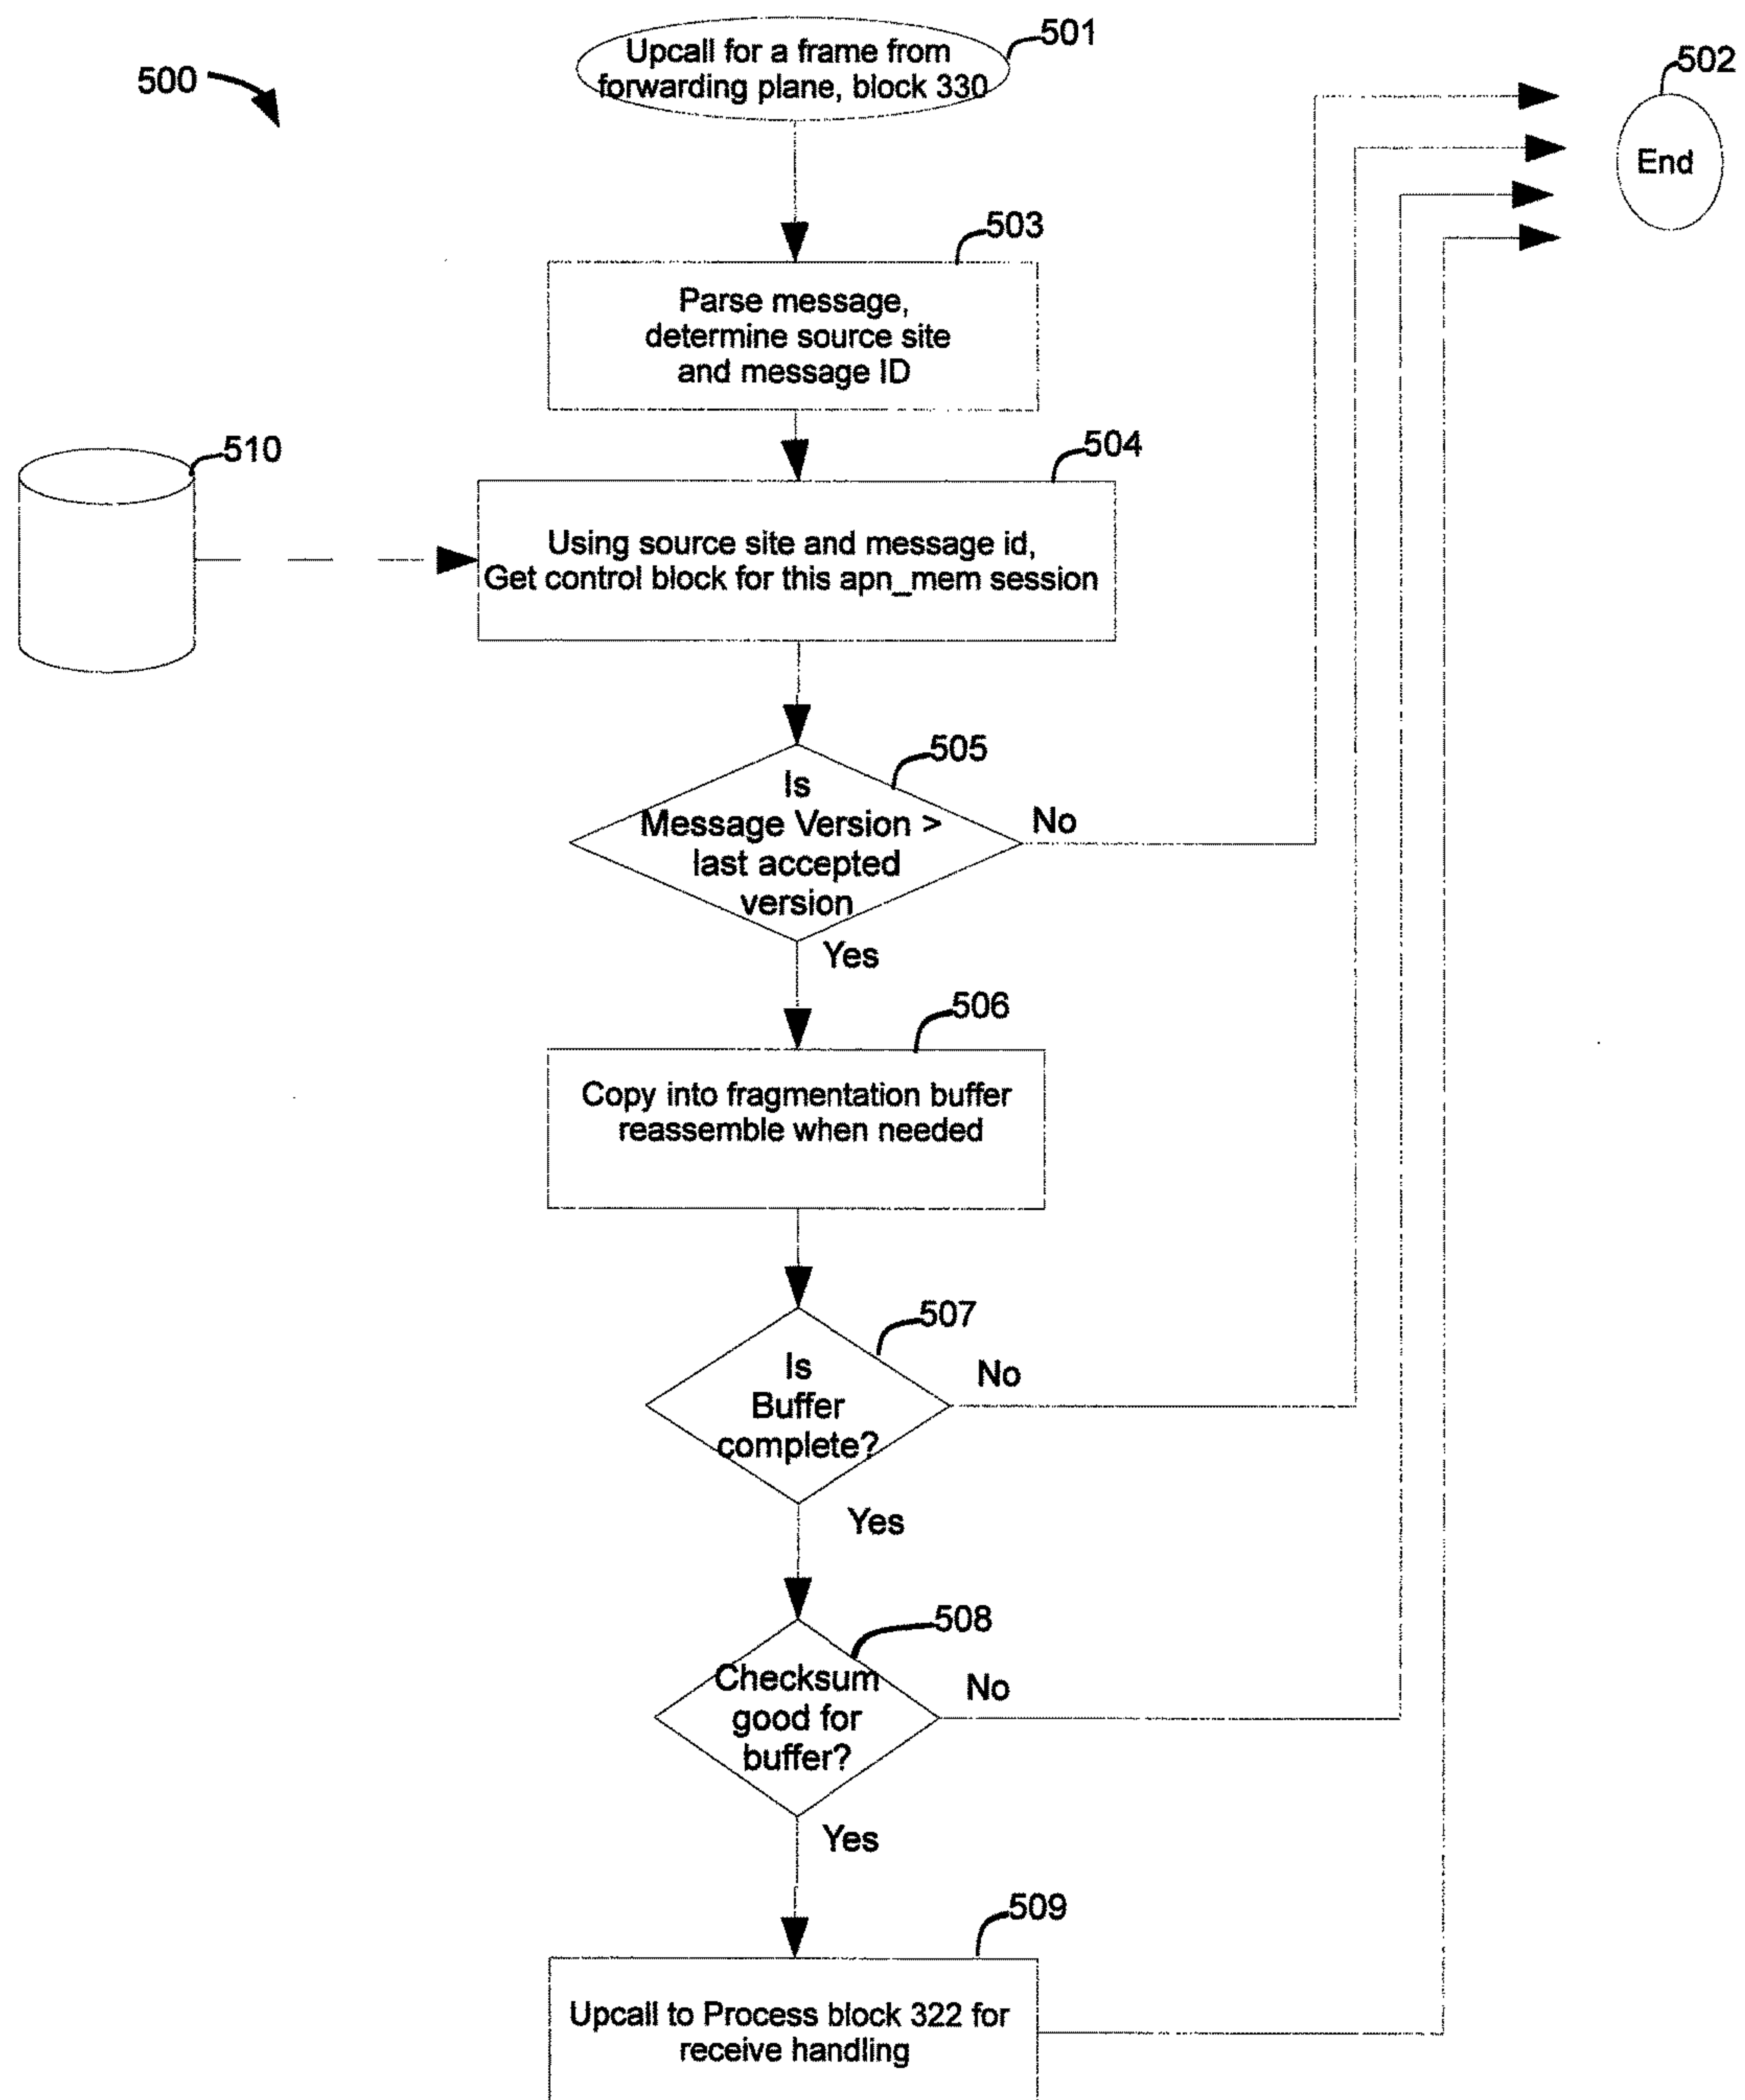 500
Upcall for a frame from
forwarding plane, block 330
501
502
End
503
Parse message,
determine source site
and message ID
510
504
Using source site and message id,
Get control block for this apn_mem session
505
Is
Message Version >
last accepted
version
No
Yes
506
Copy into fragmentation buffer
reassemble when needed
507
Is
Buffer
complete?
No
Yes
508
Checksum
good for
buffer?
No
Yes
509
Upcall to Process block 322 for
receive handling